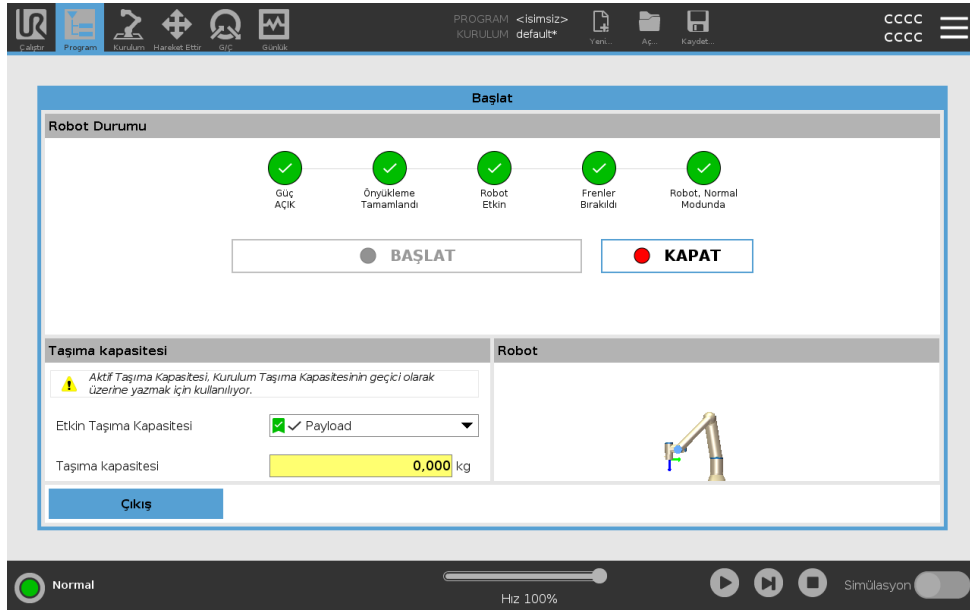 PROGRAM <isimsiz>
KURULUM default*
CCCC
CCCC
Çalıştır
Program
Kurulum
Hareket Ettir
G/Ç
Günlük
Yeni...
Aç...
Kaydet...
Başlat
Robot Durumu
Güç
AÇIK
Önyükleme
Tamamlandı
Robot
Etkin
Frenler
Bırakıldı
Robot, Normal
Modunda
BAŞLAT
KAPAT
Taşıma kapasitesi
Robot
Aktif Taşıma Kapasitesi, Kurulum Taşıma Kapasitesinin geçici olarak
üzerine yazmak için kullanılıyor.
Etkin Taşıma Kapasitesi
Payload
Taşıma kapasitesi
0,000 kg
Çıkış
Normal
Hız 100%
Simülasyon